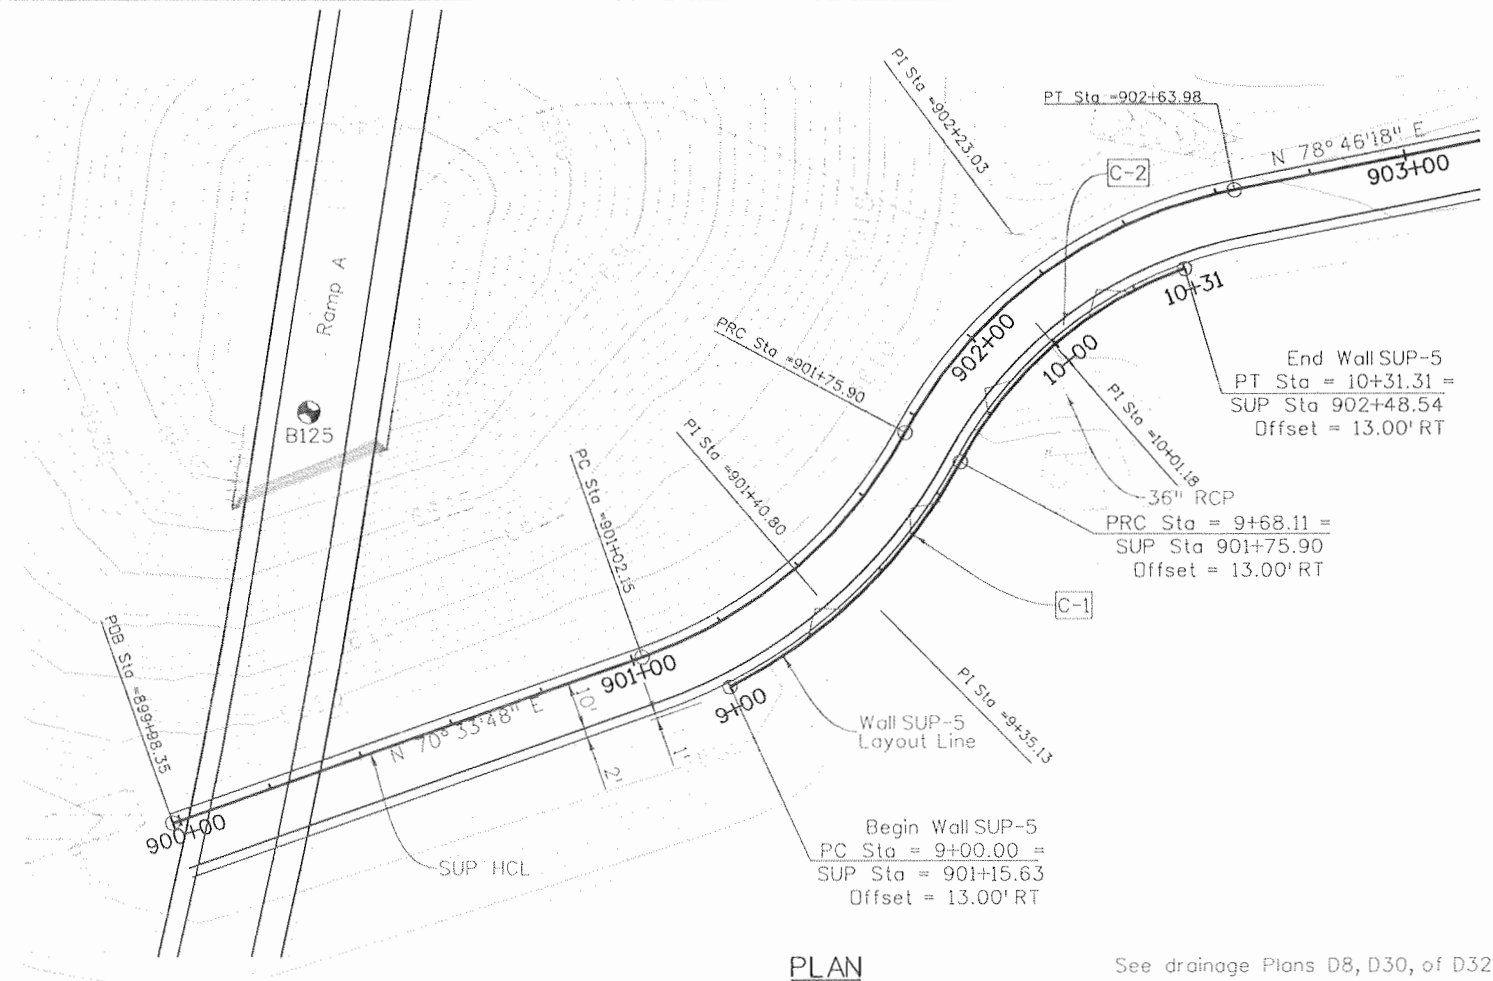 PI Sta =902+23.03
PT Sta =902+63.98
N 78° 46'18" E
903+00
C-2
Ramp A
10+31
PRC Sta =901+75.90
902+00
10+00
End Wall SUP-5
PT Sta = 10+31.31 =
SUP Sta 902+48.54
Offset = 13.00' RT
B125
PI Sta =10+01.18
PI Sta =901+40.80
PC Sta =901+02.15
36" RCP
PRC Sta = 9+68.11 =
SUP Sta 901+75.90
Offset = 13.00' RT
C-1
POB Sta =899+98.35
901+00
N 70° 33'48" E
10'
9+00
PI Sta =9+35.13
Wall SUP-5
Layout Line
1'
2'
900+00
SUP HCL
Begin Wall SUP-5
PC Sta = 9+00.00 =
SUP Sta = 901+15.63
Offset = 13.00' RT
PLAN
See drainage Plans D8, D30, of D32